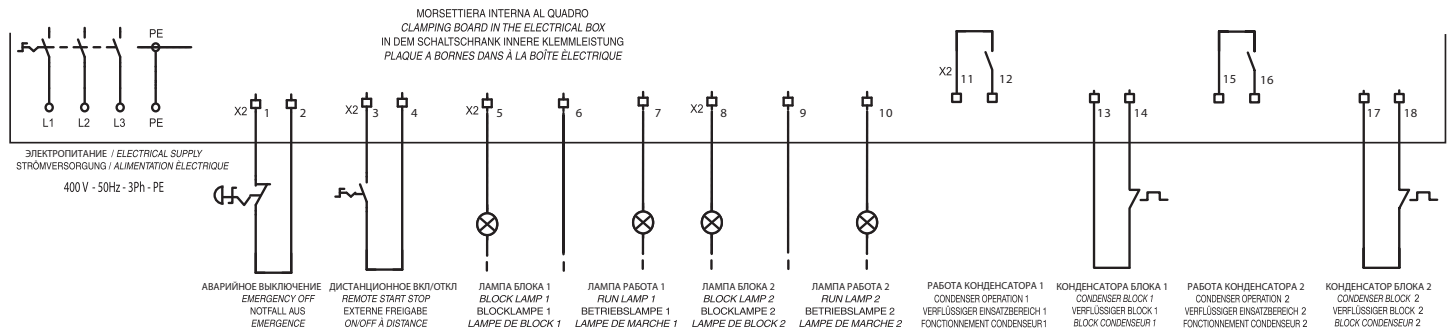 MORSETTIERA INTERNA AL QUADRO
CLAMPING BOARD IN THE ELECTRICAL BOX
IN DEM SCHALTSCHRANK INNERE KLEMMLEISTUNG
PLAQUE A BORNES DANS À LA BOÎTE ÈLECTRIQUE
PE
L1 L2 L3 PE
X2 1 2
X2 3 4
X2 5 6 7
X2 8 9 10
X2 11 12
13 14
15 16
17 18
ЭЛЕКТРОПИТАНИЕ / ELECTRICAL SUPPLY
STRÖMVERSORGUNG / ALIMENTATION ÈLECTRIQUE
400 V - 50Hz - 3Ph - PE
АВАРИЙНОЕ ВЫКЛЮЧЕНИЕ
EMERGENCY OFF
NOTFALL AUS
EMERGENCE
ДИСТАНЦИОННОЕ ВКЛ/ОТКЛ
REMOTE START STOP
EXTERNE FREIGABE
ON/OFF À DISTANCE
ЛАМПА БЛОКА 1
BLOCK LAMP 1
BLOCKLAMPE 1
LAMPE DE BLOCK 1
ЛАМПА РАБОТА 1
RUN LAMP 1
BETRIEBSLAMPE 1
LAMPE DE MARCHE 1
ЛАМПА БЛОКА 2
BLOCK LAMP 2
BLOCKLAMPE 2
LAMPE DE BLOCK 2
ЛАМПА РАБОТА 2
RUN LAMP 2
BETRIEBSLAMPE 2
LAMPE DE MARCHE 2
РАБОТА КОНДЕНСАТОРА 1
CONDENSER OPERATION 1
VERFLÜSSIGER EINSATZBEREICH 1
FONCTIONNEMENT CONDENSEUR1
КОНДЕНСАТОРА БЛОКА 1
CONDENSER BLOCK 1
VERFLÜSSIGER BLOCK 1
BLOCK CONDENSEUR 1
РАБОТА КОНДЕНСАТОРА 2
CONDENSER OPERATION 2
VERFLÜSSIGER EINSATZBEREICH 2
FONCTIONNEMENT CONDENSEUR 2
КОНДЕНСАТОР БЛОКА 2
CONDENSER BLOCK 2
VERFLÜSSIGER BLOCK 2
BLOCK CONDENSEUR 2